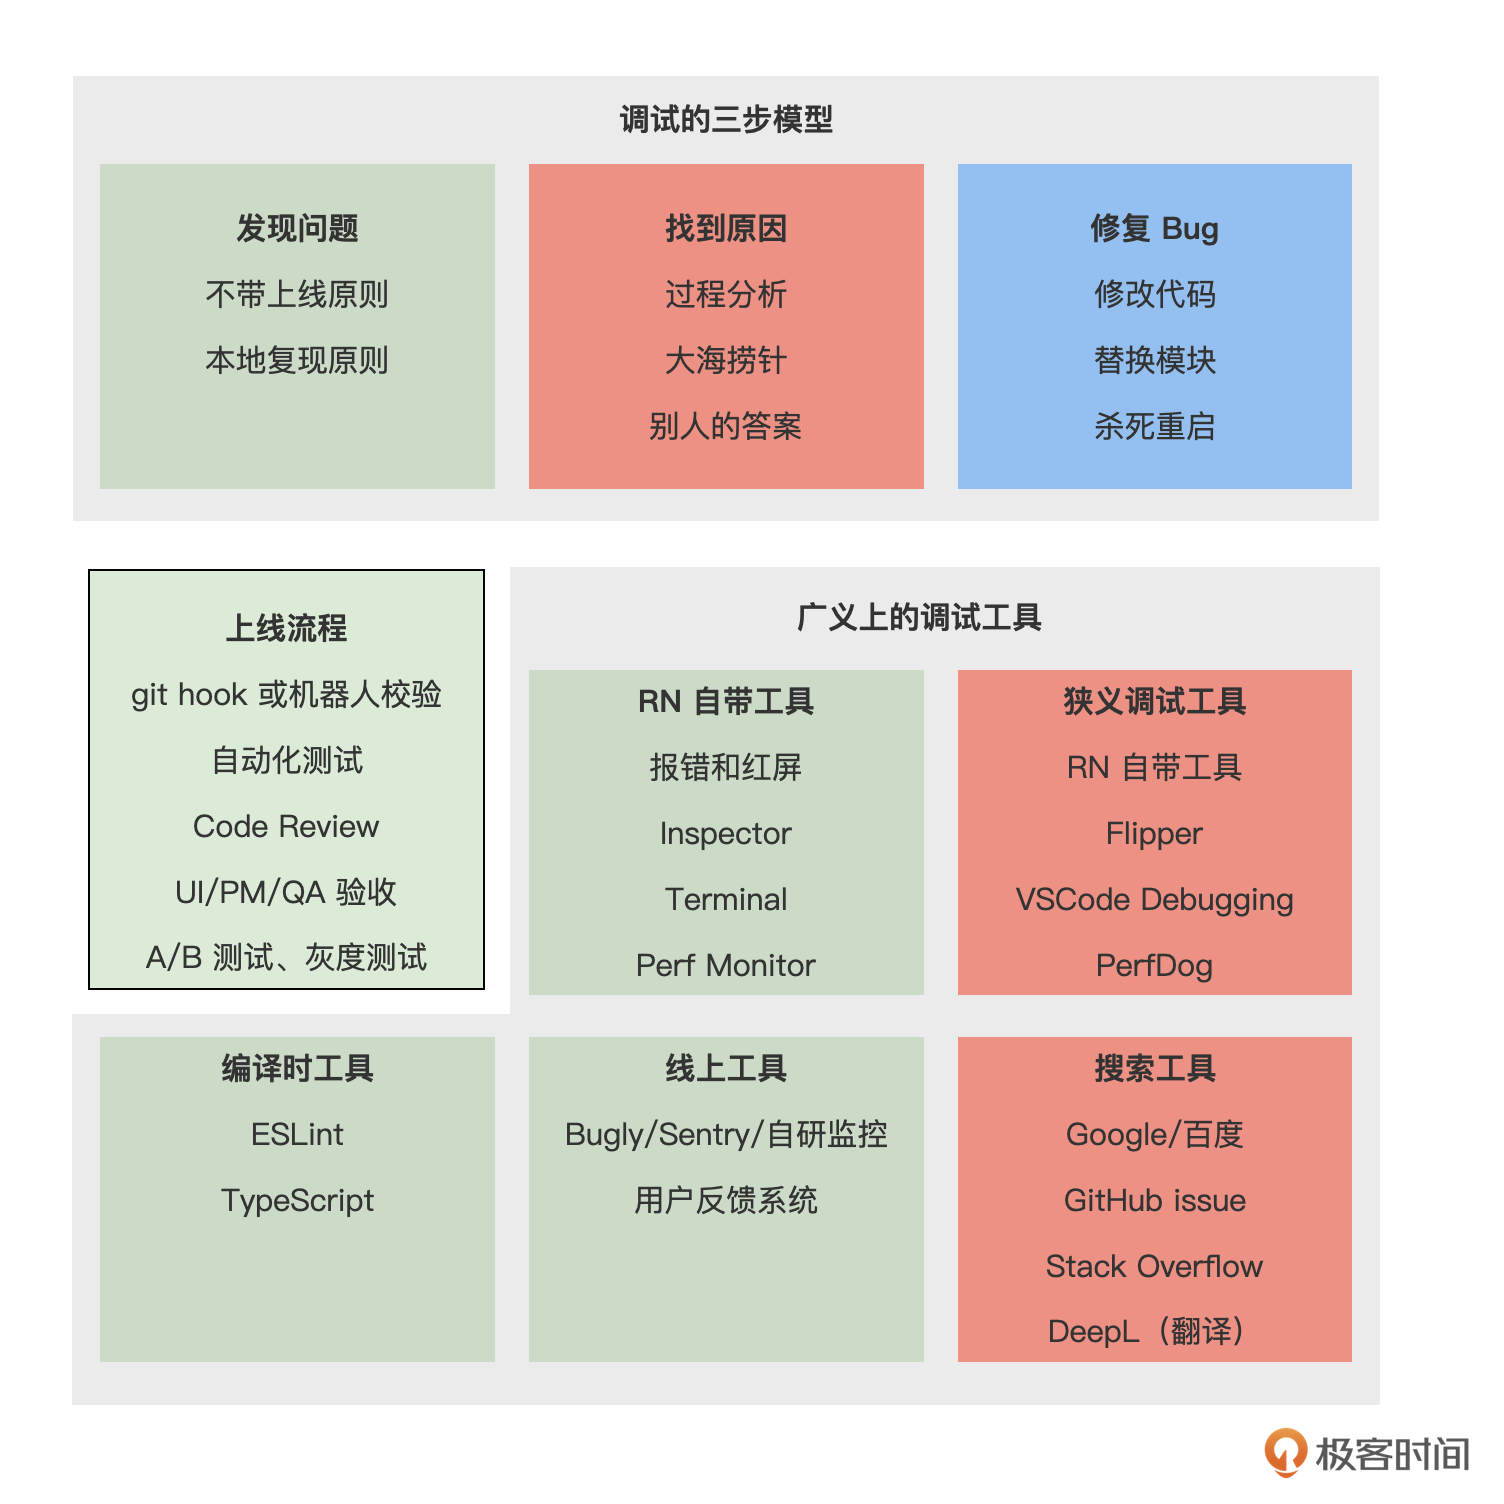 调试的三步模型
发现问题
不带上线原则
本地复现原则
找到原因
过程分析
大海捞针
别人的答案
修复 Bug
修改代码
替换模块
杀死重启
上线流程
git hook 或机器人校验
自动化测试
Code Review
UI/PM/QA 验收
A/B 测试、灰度测试
广义上的调试工具
RN 自带工具
报错和红屏
Inspector
Terminal
Perf Monitor
狭义调试工具
RN 自带工具
Flipper
VSCode Debugging
PerfDog
编译时工具
ESLint
TypeScript
线上工具
Bugly/Sentry/自研监控
用户反馈系统
搜索工具
Google/百度
GitHub issue
Stack Overflow
DeepL（翻译）
极客时间